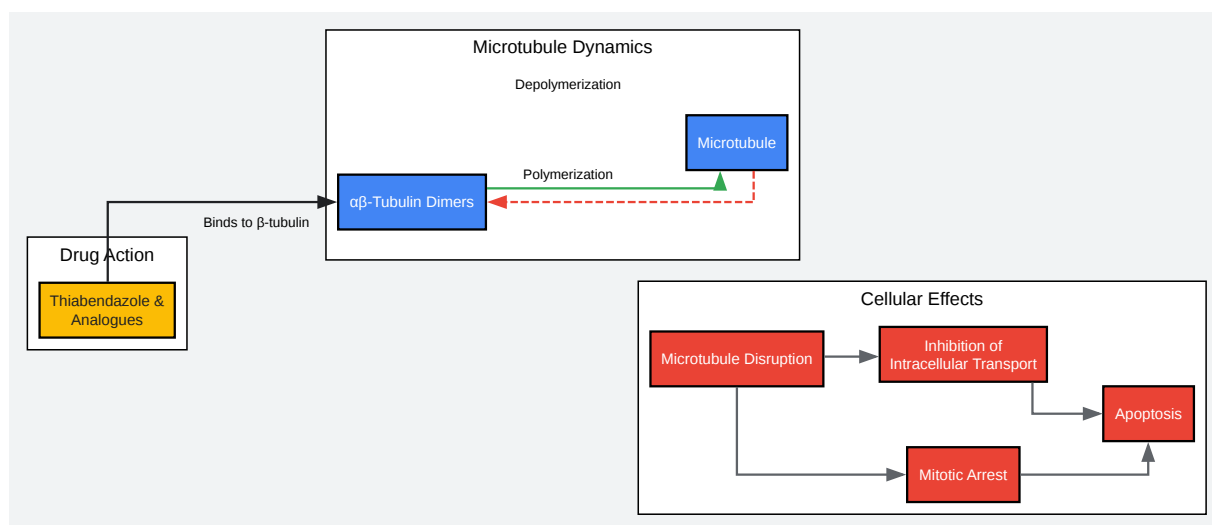 Microtubule Dynamics
Depolymerization
Microtubule
Polymerization
αβ-Tubulin Dimers
Binds to β-tubulin
Drug Action
Thiabendazole &
Analogues
Cellular Effects
Microtubule Disruption
Inhibition of
Intracellular Transport
Apoptosis
Mitotic Arrest